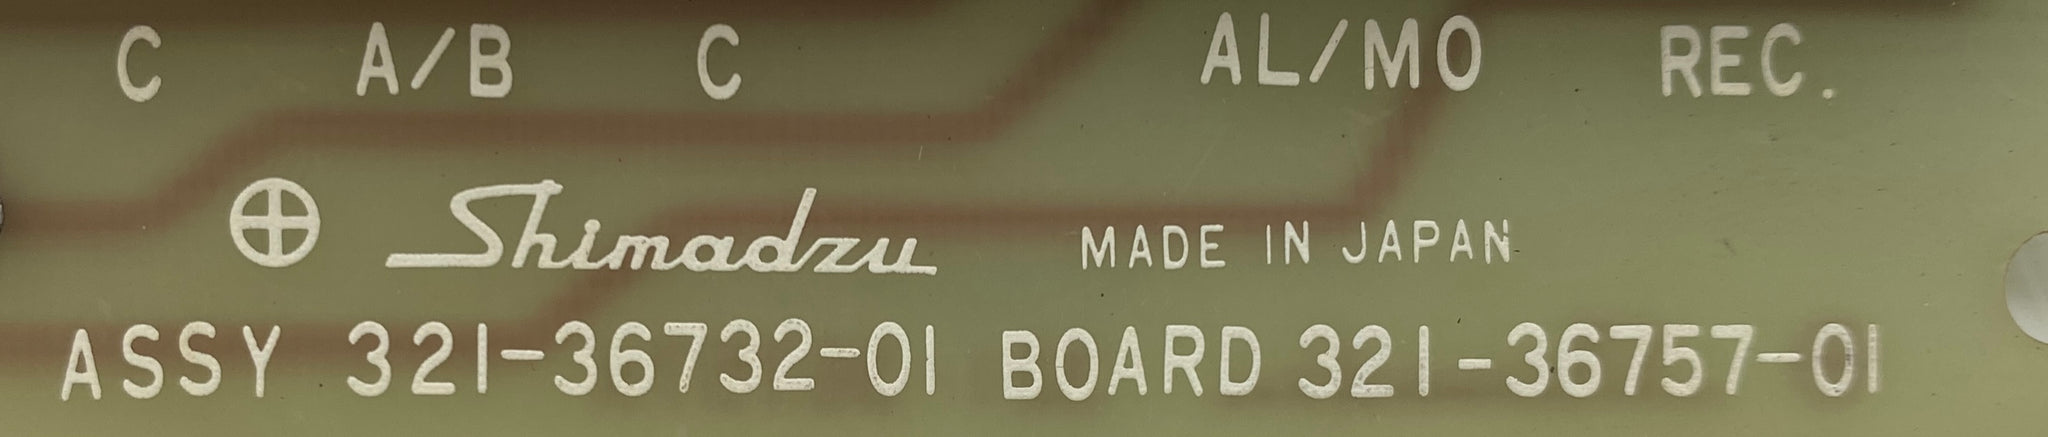 C A/B C AL/MO REC.
Shimadzu MADE IN JAPAN
ASSY 321-36732-01 BOARD 321-36757-01